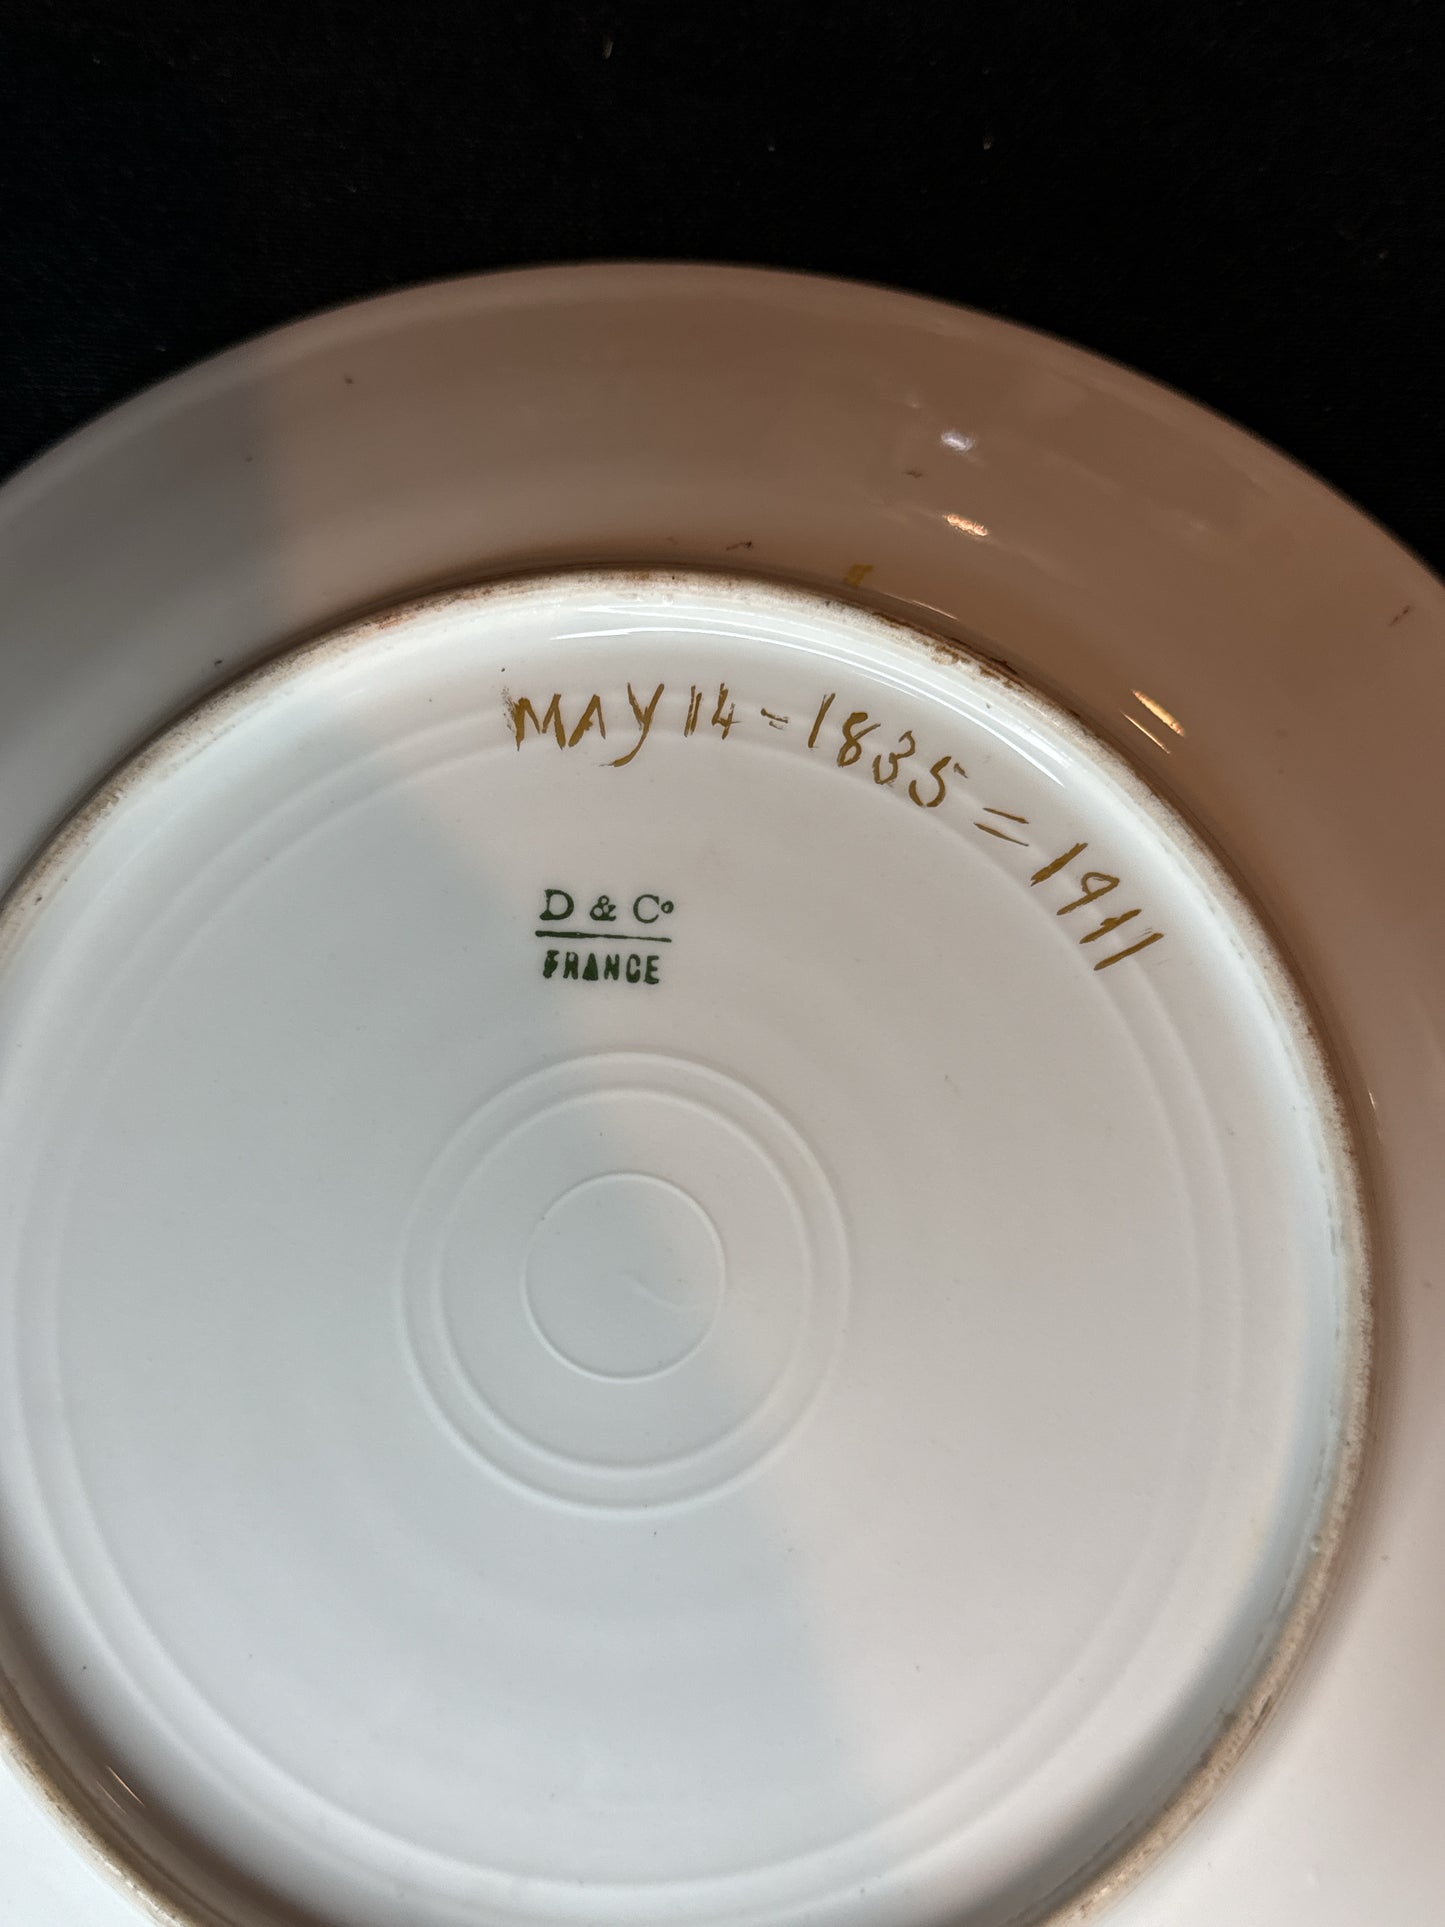 MAY 14 = 1835 = 1911
D & Co
FRANCE